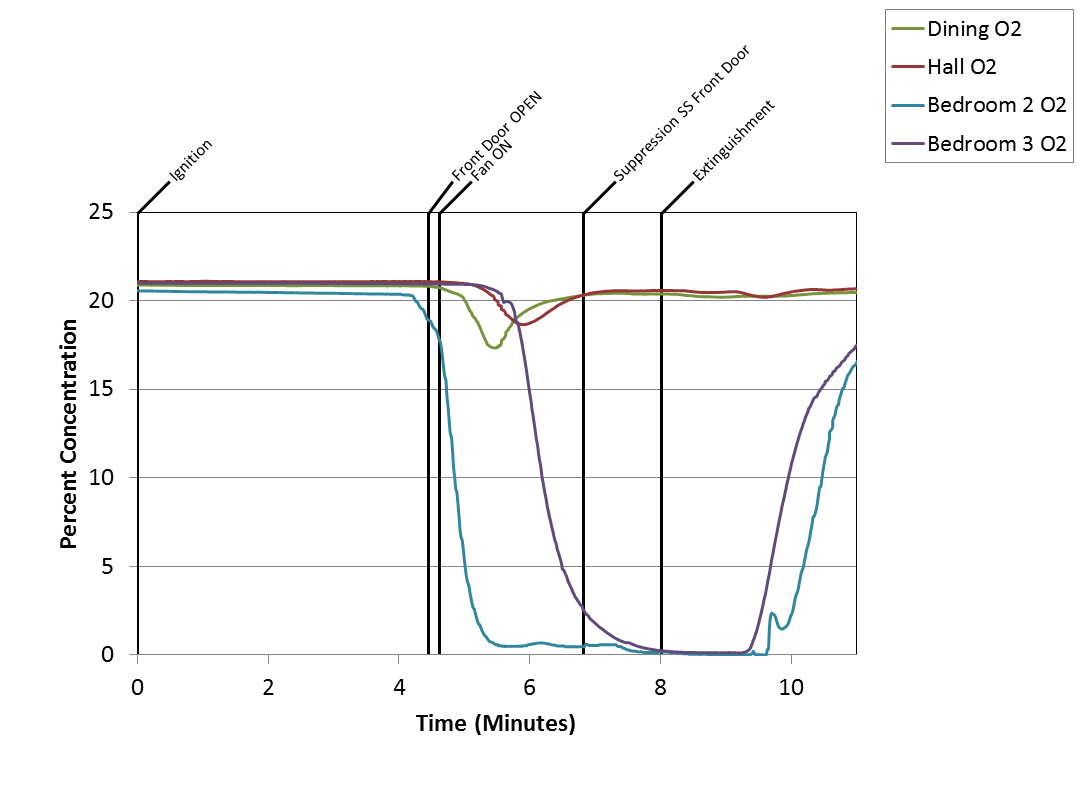 Dining O2
Hall O2
Bedroom 2 O2
Bedroom 3 O2
Ignition
Front Door OPEN
Fan ON
Suppression SS Front Door
Extinguishment
25
20
15
10
5
0
Percent Concentration
0 2 4 6 8 10
Time (Minutes)